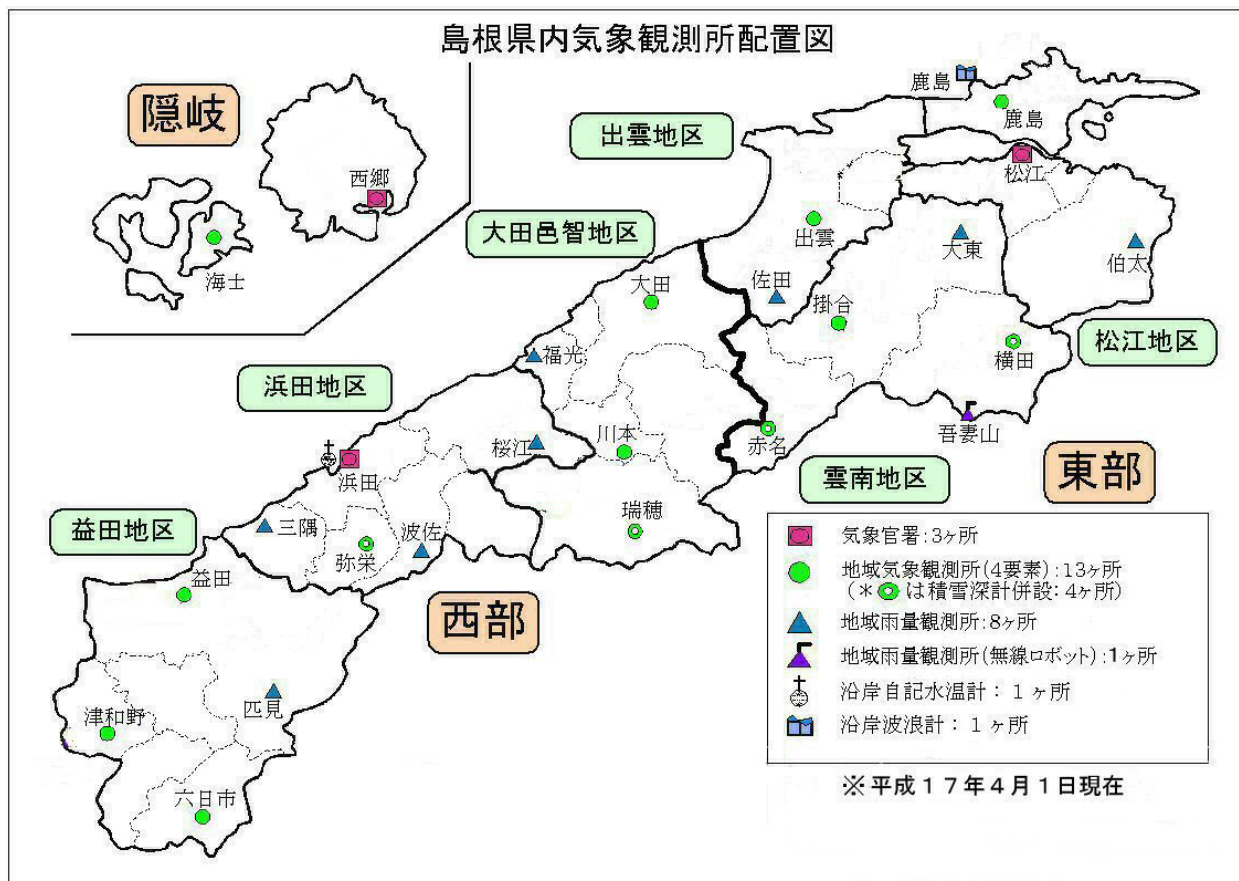 島根県内気象観測所配置図
隠岐
西郷
海士
出雲地区
鹿島
鹿島
松江
大田邑智地区
出雲
大東
伯太
佐田
大田
掛合
横田
松江地区
福光
浜田地区
吾妻山
赤名
川本
桜江
浜田
東部
雲南地区
瑞穂
益田地区
三隅
波佐
弥栄
益田
西部
匹見
津和野
六日市
気象官署:3ヶ所
地域気象観測所(4要素):13ヶ所
(*は積雪深計併設:4ヶ所)
地域雨量観測所:8ヶ所
地域雨量観測所(無線ロボット):1ヶ所
沿岸自記水温計：１ヶ所
沿岸波浪計：１ヶ所
※平成１７年４月１日現在